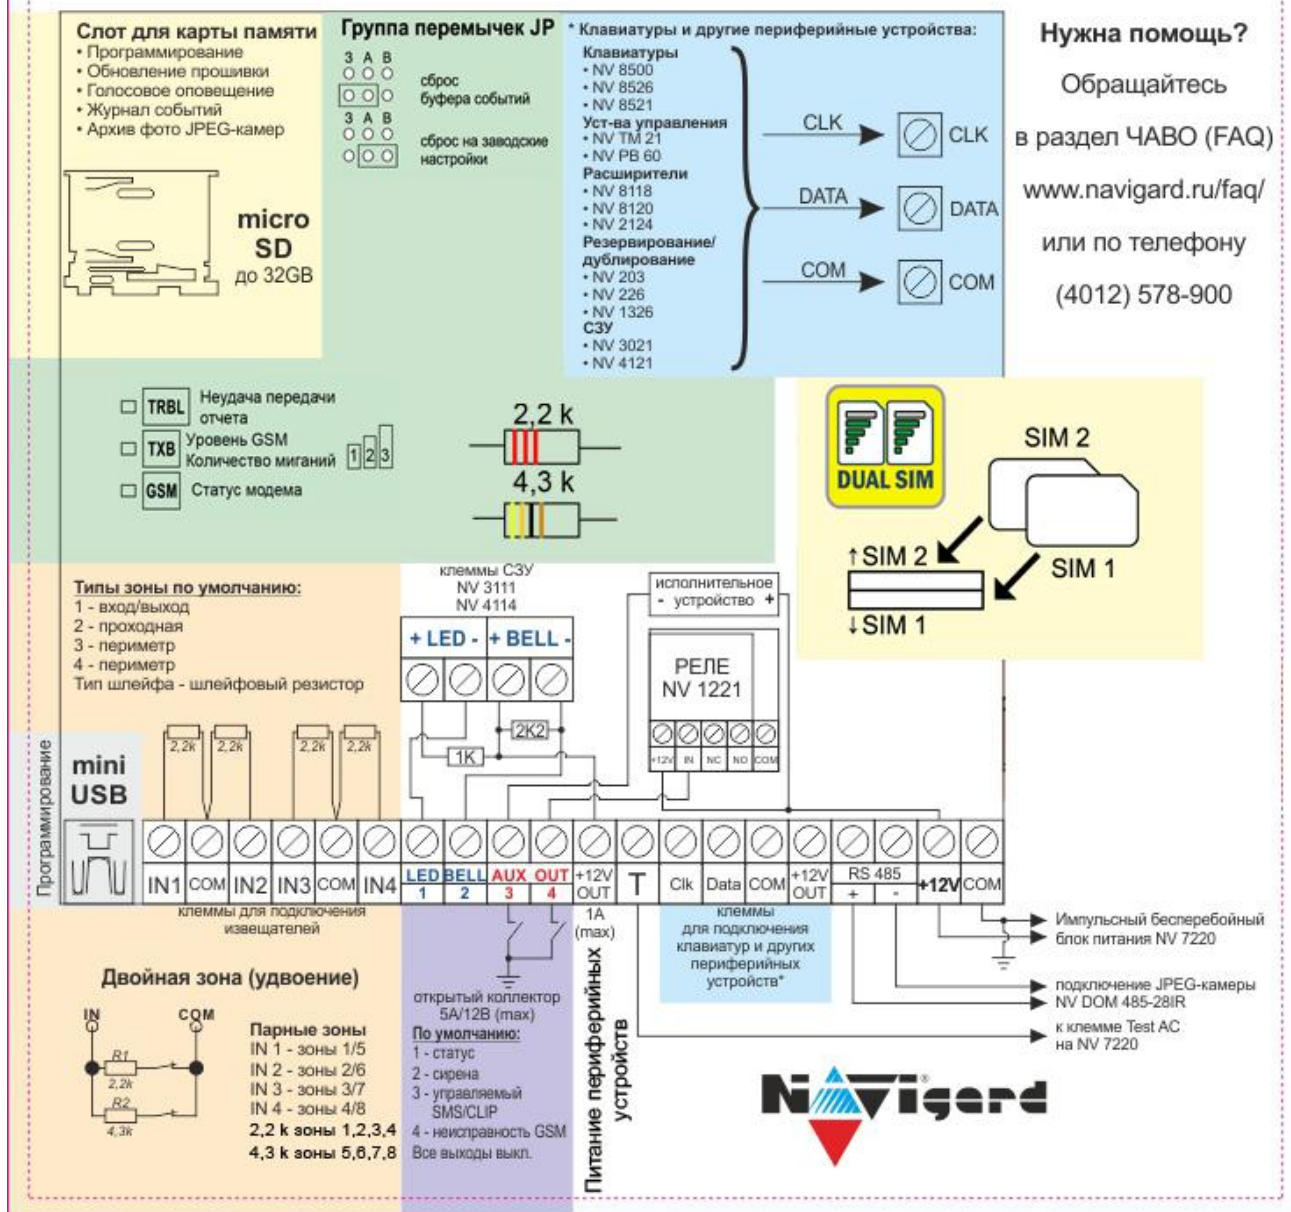 Слот для карты памяти
• Программирование
• Обновление прошивки
• Голосовое оповещение
• Журнал событий
• Архив фото JPEG-камер
micro
SD
до 32GB
Группа перемычек JP
3 A B
сброс
буфера событий
3 A B
сброс на заводские
настройки
* Клавиатуры и другие периферийные устройства:
Клавиатуры
• NV 8500
• NV 8526
• NV 8521
Уст-ва управления
• NV TM 21
• NV PB 60
Расширители
• NV 8118
• NV 8120
• NV 2124
Резервирование/
дублирование
• NV 203
• NV 226
• NV 1326
СЗУ
• NV 3021
• NV 4121
CLK
CLK
DATA
DATA
COM
COM
Нужна помощь?
Обращайтесь
в раздел ЧАВО (FAQ)
www.navigard.ru/faq/
или по телефону
(4012) 578-900
TRBL
Неудача передачи
отчета
TXB
Уровень GSM
Количество миганий
1 2 3
GSM
Статус модема
2,2 k
4,3 k
DUAL SIM
SIM 2
SIM 1
↑SIM 2
↓SIM 1
Типы зоны по умолчанию:
1 - вход/выход
2 - проходная
3 - периметр
4 - периметр
Тип шлейфа - шлейфовый резистор
клеммы СЗУ
NV 3111
NV 4114
+ LED - + BELL -
исполнительное
- устройство +
РЕЛЕ
NV 1221
+12V IN NC NO COM
2K2
1K
2,2k 2,2k 2,2k 2,2k
Программирование
mini
USB
IN1 COM IN2 IN3 COM IN4
LED
1
BELL
2
AUX
3
OUT
4
+12V
OUT
T
Clk Data COM
+12V
OUT
RS 485
+ -
+12V COM
клеммы для подключения
извещателей
1A
(max)
Питание периферийных
устройств
клеммы
для подключения
клавиатур и других
периферийных
устройств*
Импульсный бесперебойный
блок питания NV 7220
подключение JPEG-камеры
NV DOM 485-28IR
к клемме Test AC
на NV 7220
Двойная зона (удвоение)
IN COM
R1
2,2k
R2
4,3k
Парные зоны
IN 1 - зоны 1/5
IN 2 - зоны 2/6
IN 3 - зоны 3/7
IN 4 - зоны 4/8
2,2 k зоны 1,2,3,4
4,3 k зоны 5,6,7,8
открытый коллектор
5A/12B (max)
По умолчанию:
1 - статус
2 - сирена
3 - управляемый
SMS/CLIP
4 - неисправность GSM
Все выходы выкл.
NAVigard®